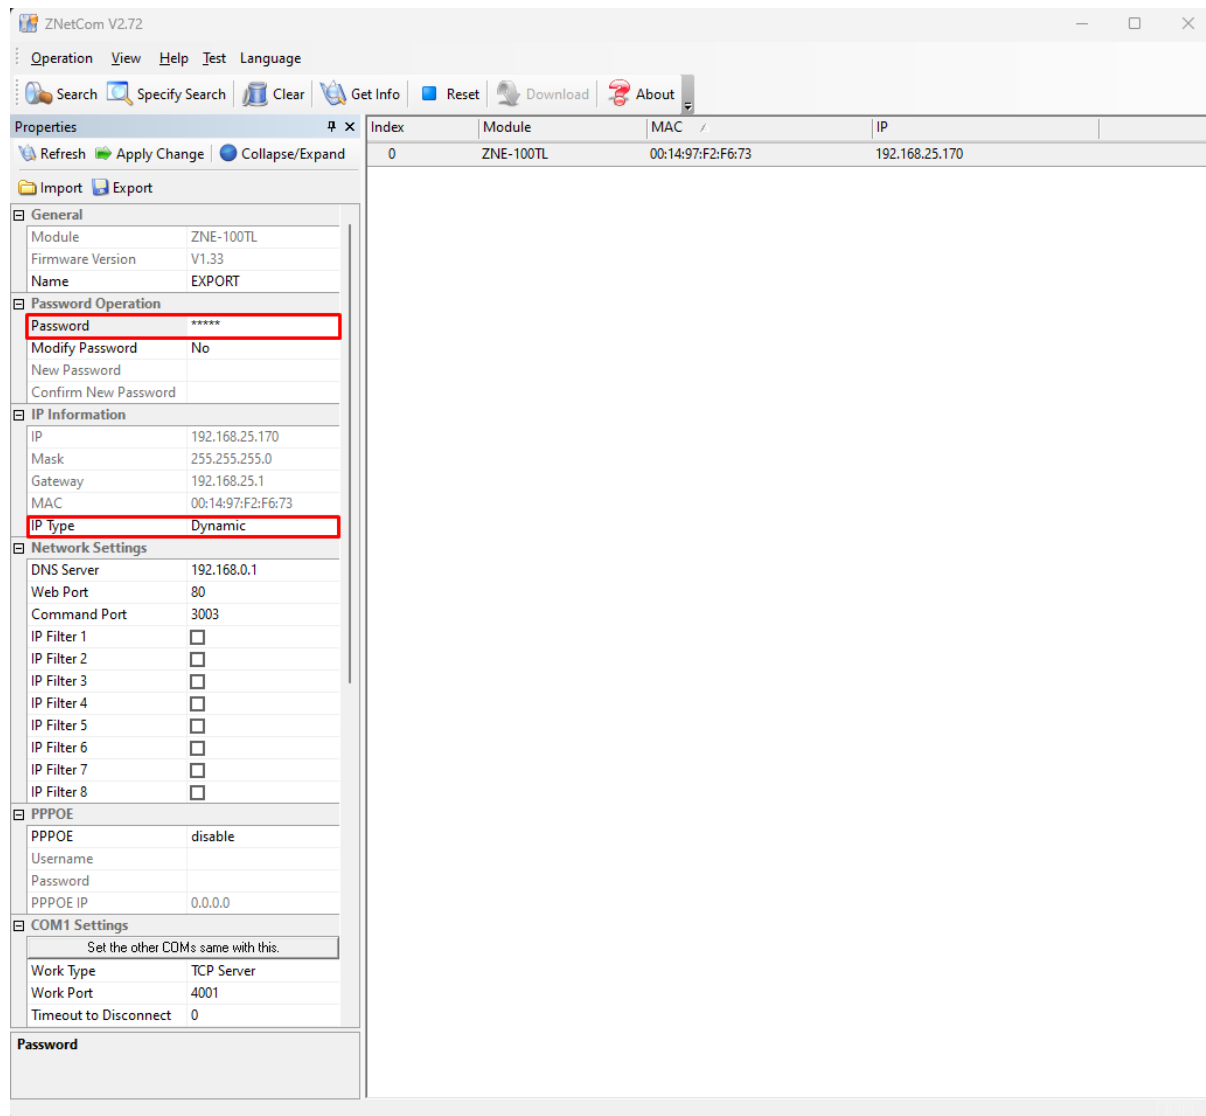 ZNetCom V2.72
Operation View Help Test Language
Search Specify Search Clear Get Info Reset Download About
Properties
Index Module MAC IP
Refresh Apply Change Collapse/Expand
0 ZNE-100TL 00:14:97:F2:F6:73 192.168.25.170
Import Export
General
Module ZNE-100TL
Firmware Version V1.33
Name EXPORT
Password Operation
Password *****
Modify Password No
New Password
Confirm New Password
IP Information
IP 192.168.25.170
Mask 255.255.255.0
Gateway 192.168.25.1
MAC 00:14:97:F2:F6:73
IP Type Dynamic
Network Settings
DNS Server 192.168.0.1
Web Port 80
Command Port 3003
IP Filter 1
IP Filter 2
IP Filter 3
IP Filter 4
IP Filter 5
IP Filter 6
IP Filter 7
IP Filter 8
PPPOE
PPPOE disable
Username
Password
PPPOE IP 0.0.0.0
COM1 Settings
Set the other COMs same with this.
Work Type TCP Server
Work Port 4001
Timeout to Disconnect 0
Password